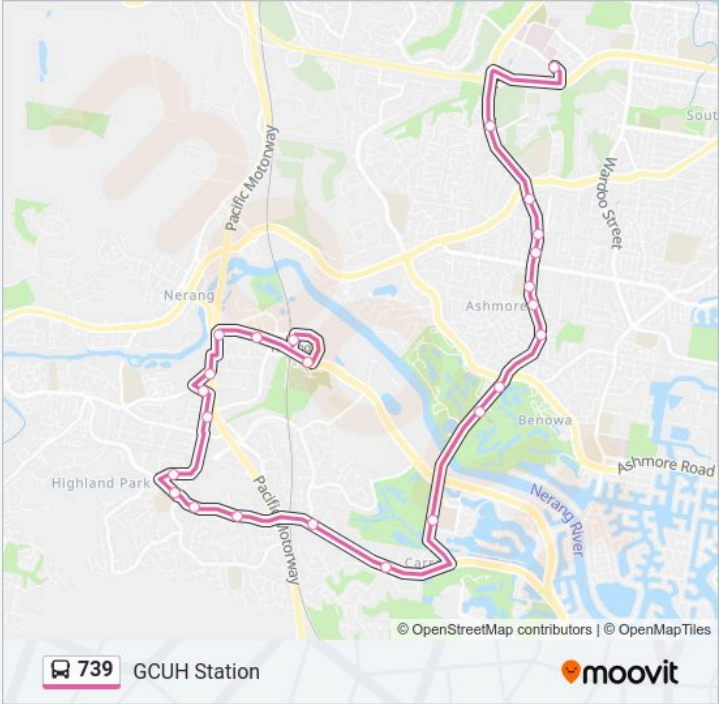 Sout
Pacific Motorway
Wardoo Street
Nerang
Ashmore
Benowa
Ashmore Road
Highland Park
Pacific Motorway
Nerang River
Carr
© OpenStreetMap contributors | © OpenMapTiles
739 GCUH Station
moovit